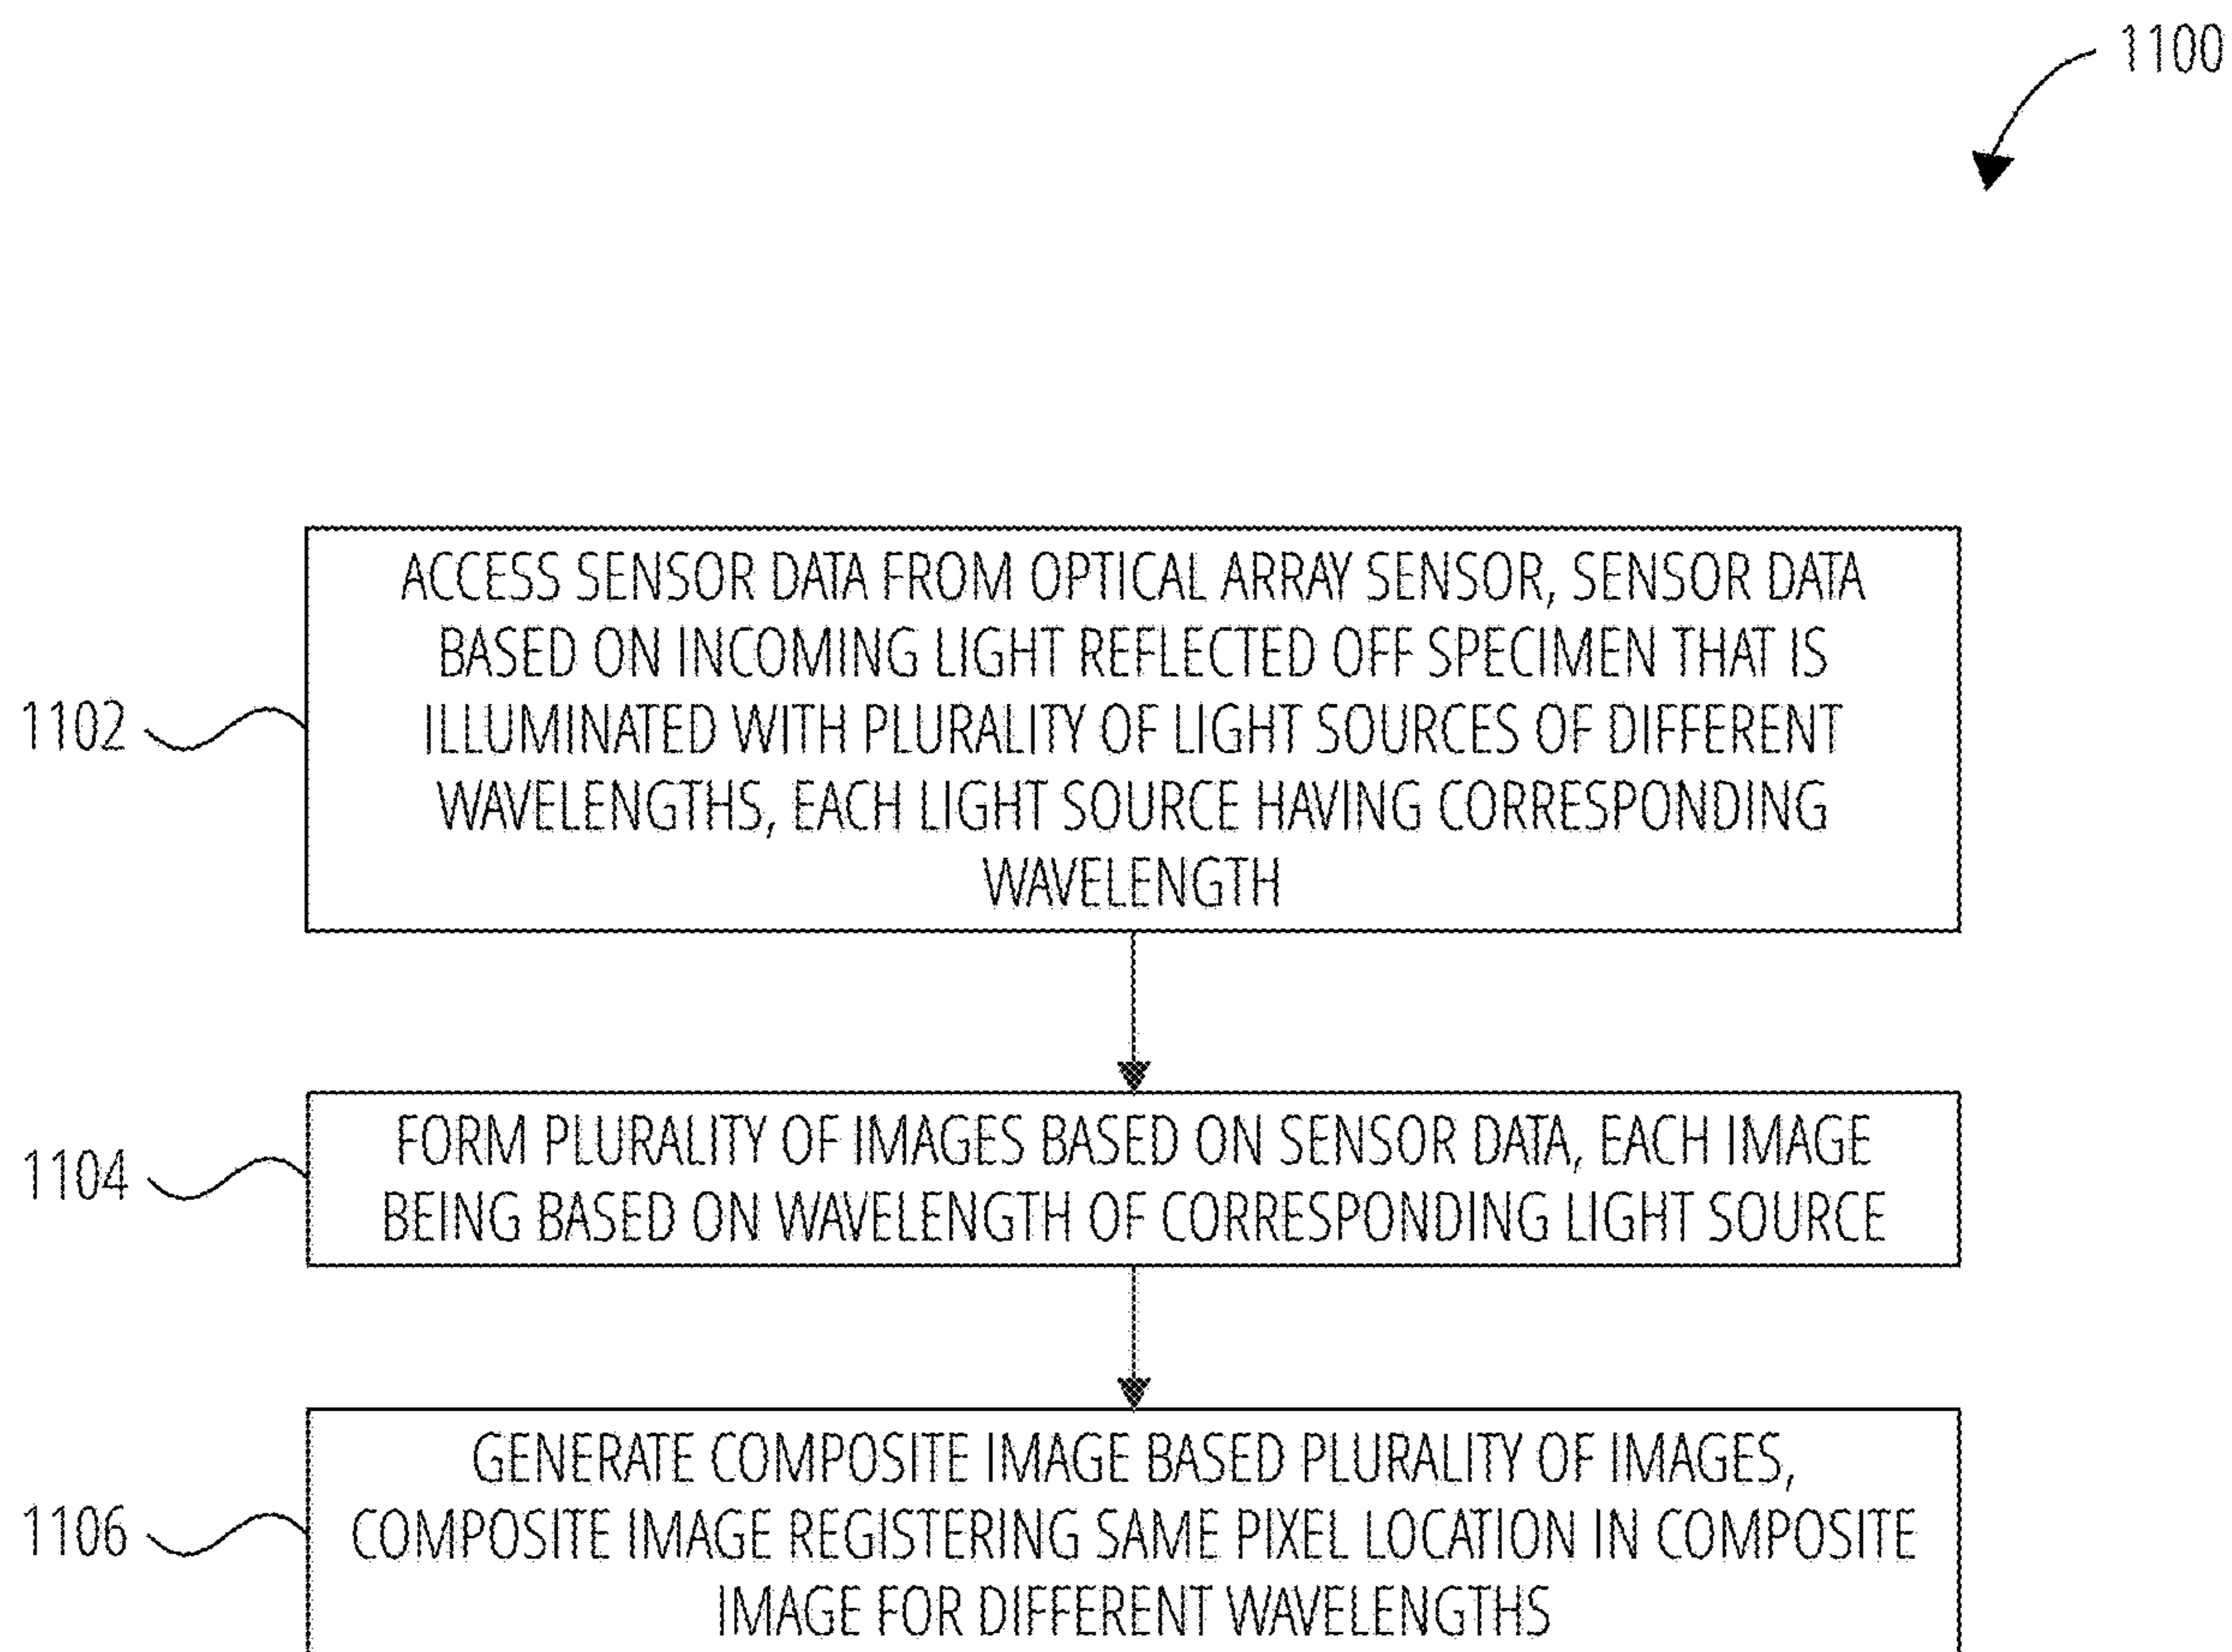 1100
ACCESS SENSOR DATA FROM OPTICAL ARRAY SENSOR, SENSOR DATA
BASED ON INCOMING LIGHT REFLECTED OFF SPECIMEN THAT IS
ILLUMINATED WITH PLURALITY OF LIGHT SOURCES OF DIFFERENT
WAVELENGTHS, EACH LIGHT SOURCE HAVING CORRESPONDING
WAVELENGTH
1102
FORM PLURALITY OF IMAGES BASED ON SENSOR DATA, EACH IMAGE
BEING BASED ON WAVELENGTH OF CORRESPONDING LIGHT SOURCE
1104
GENERATE COMPOSITE IMAGE BASED PLURALITY OF IMAGES,
COMPOSITE IMAGE REGISTERING SAME PIXEL LOCATION IN COMPOSITE
IMAGE FOR DIFFERENT WAVELENGTHS
1106